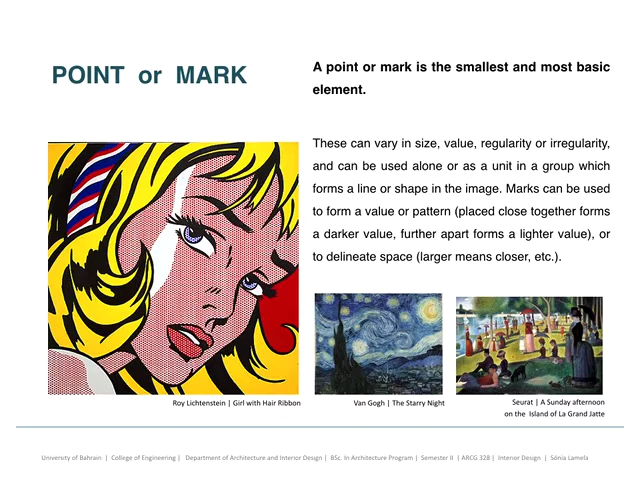 POINT or MARK
A point or mark is the smallest and most basic
element.
These can vary in size, value, regularity or irregularity,
and can be used alone or as a unit in a group which
forms a line or shape in the image. Marks can be used
to form a value or pattern (placed close together forms
a darker value, further apart forms a lighter value), or
to delineate space (larger means closer, etc.).
Roy Lichtenstein | Girl with Hair Ribbon
Van Gogh | The Starry Night
Seurat | A Sunday afternoon
on the Island of La Grand Jatte
University of Bahrain | College of Engineering | Department of Architecture and Interior Design | BSc. In Architecture Program | Semester II | ARCG 328 | Interior Design | Sónia Lamela